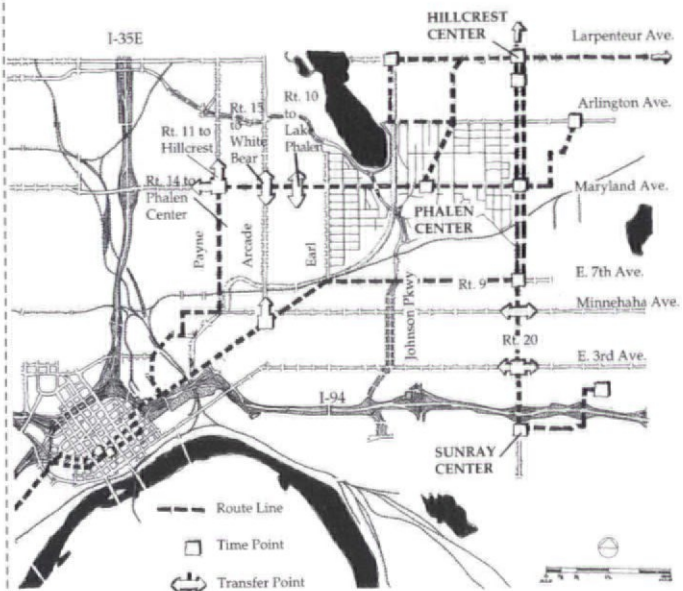 HILLCREST
CENTER
I-35E
Larpenteur Ave.
Arlington Ave.
Rt. 11 to
Hillcrest
Rt. 15
to
White
Bear
Rt. 10
to
Lake
Phalen
Rt. 14 to
Phalen
Center
Maryland Ave.
PHALEN
CENTER
Payne
Arcade
Earl
Johnson Pkwy
Rt. 9
E. 7th Ave.
Minnehaha Ave.
Rt. 20
E. 3rd Ave.
I-94
SUNRAY
CENTER
Route Line
Time Point
Transfer Point